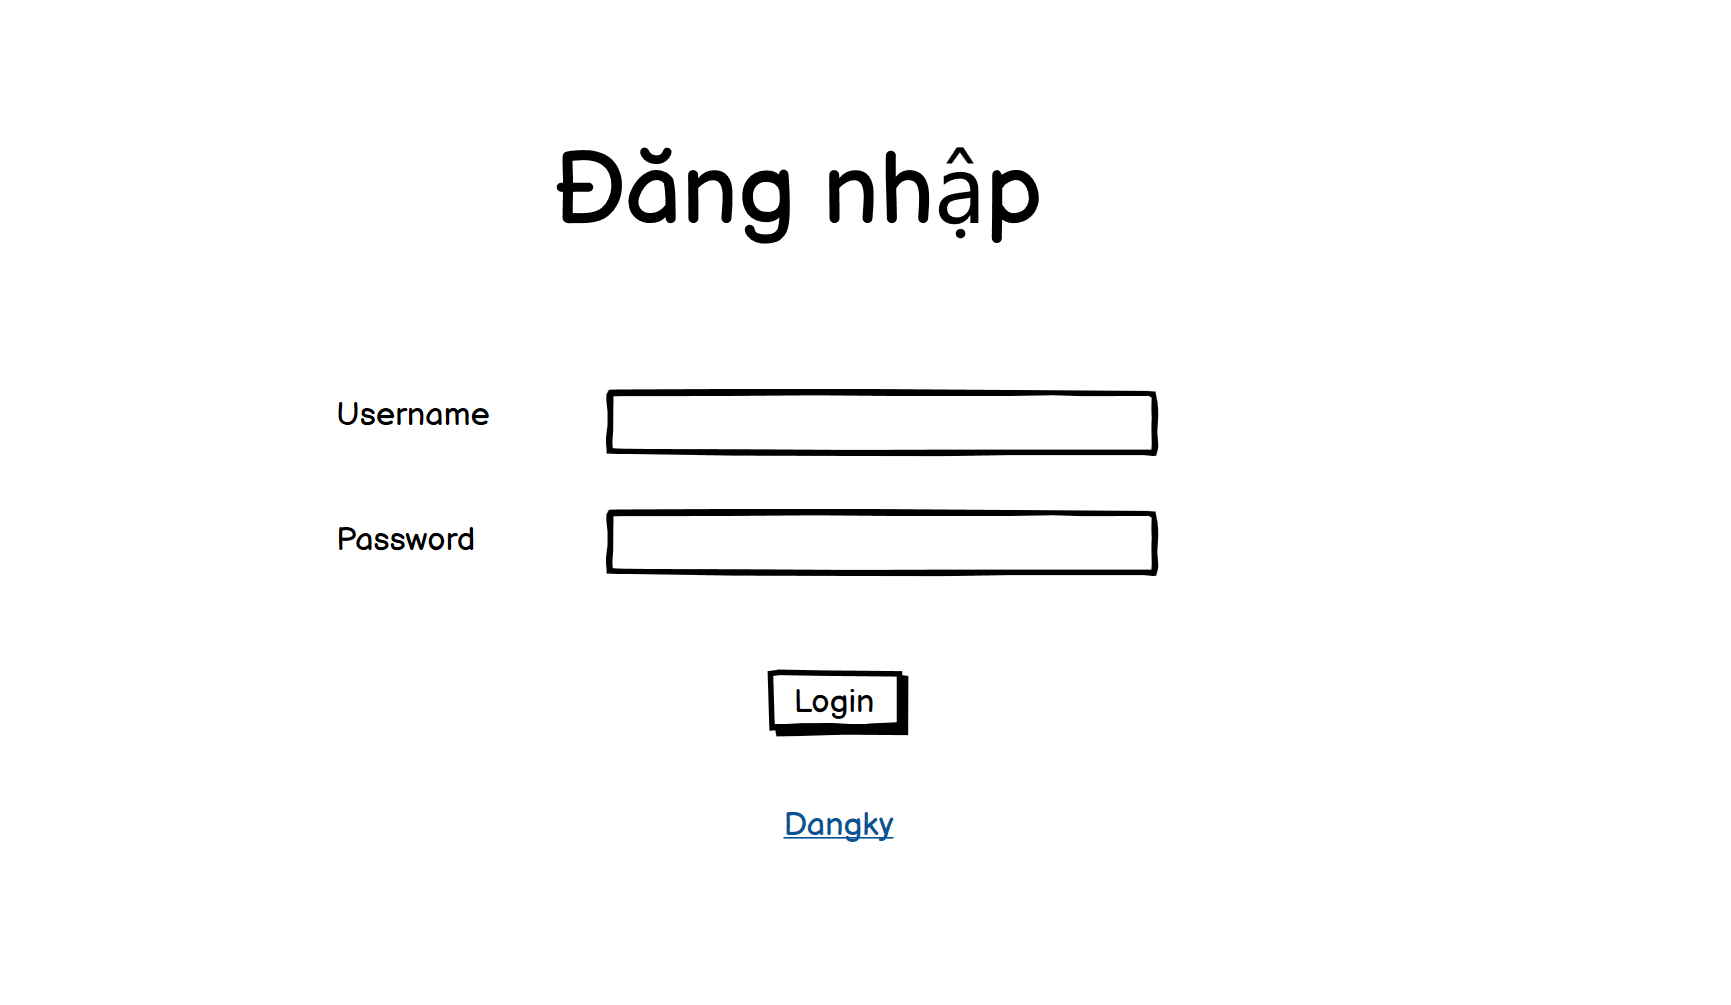 Đăng nhập
Username
Password
Login
Dangky